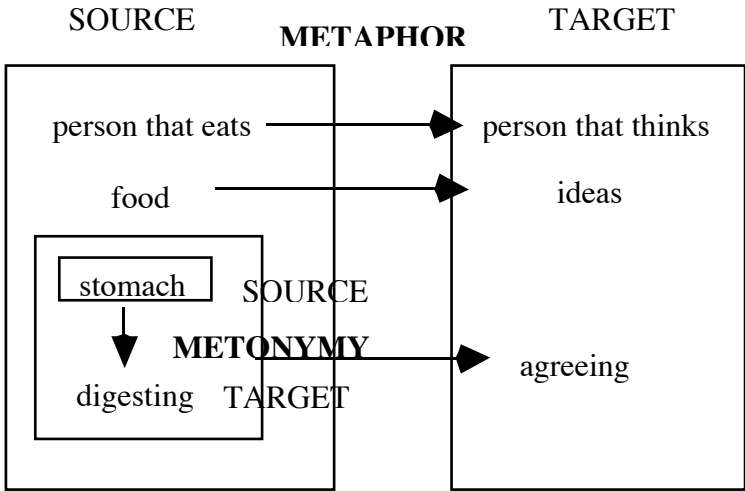 SOURCE METAPHOR TARGET
person that eats person that thinks
food ideas
stomach SOURCE
METONYMY agreeing
digesting TARGET